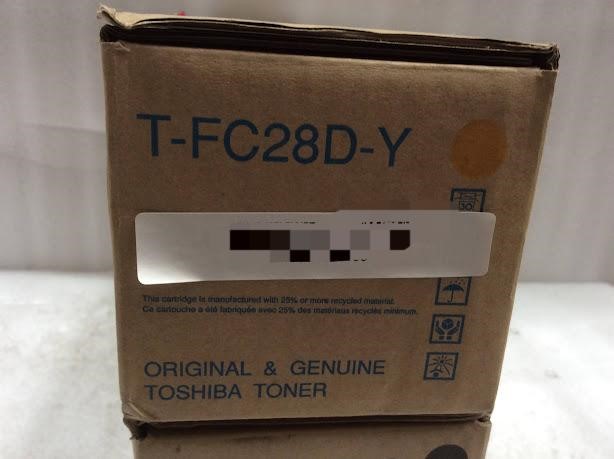 T-FC28D-Y
30
This cartridge is manufactured with 25% or more recycled material.
Ce cartouche a été fabriquée avec 25% des matériaux recyclés minimum.
ORIGINAL & GENUINE
TOSHIBA TONER